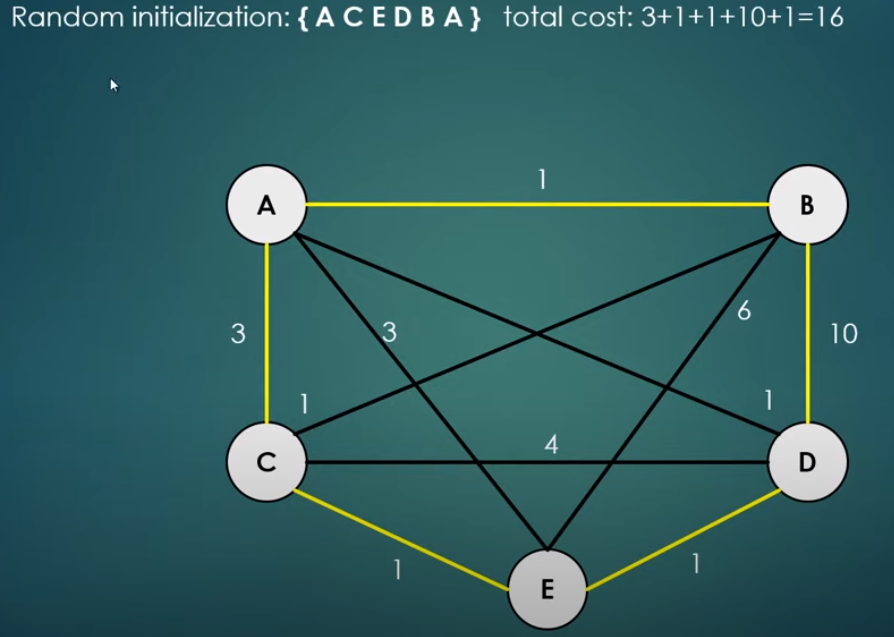 Random initialization: { A C E D B A } total cost: 3+1+1+10+1=16
1
A
B
6
3
3
10
1
1
4
C
D
1
1
E